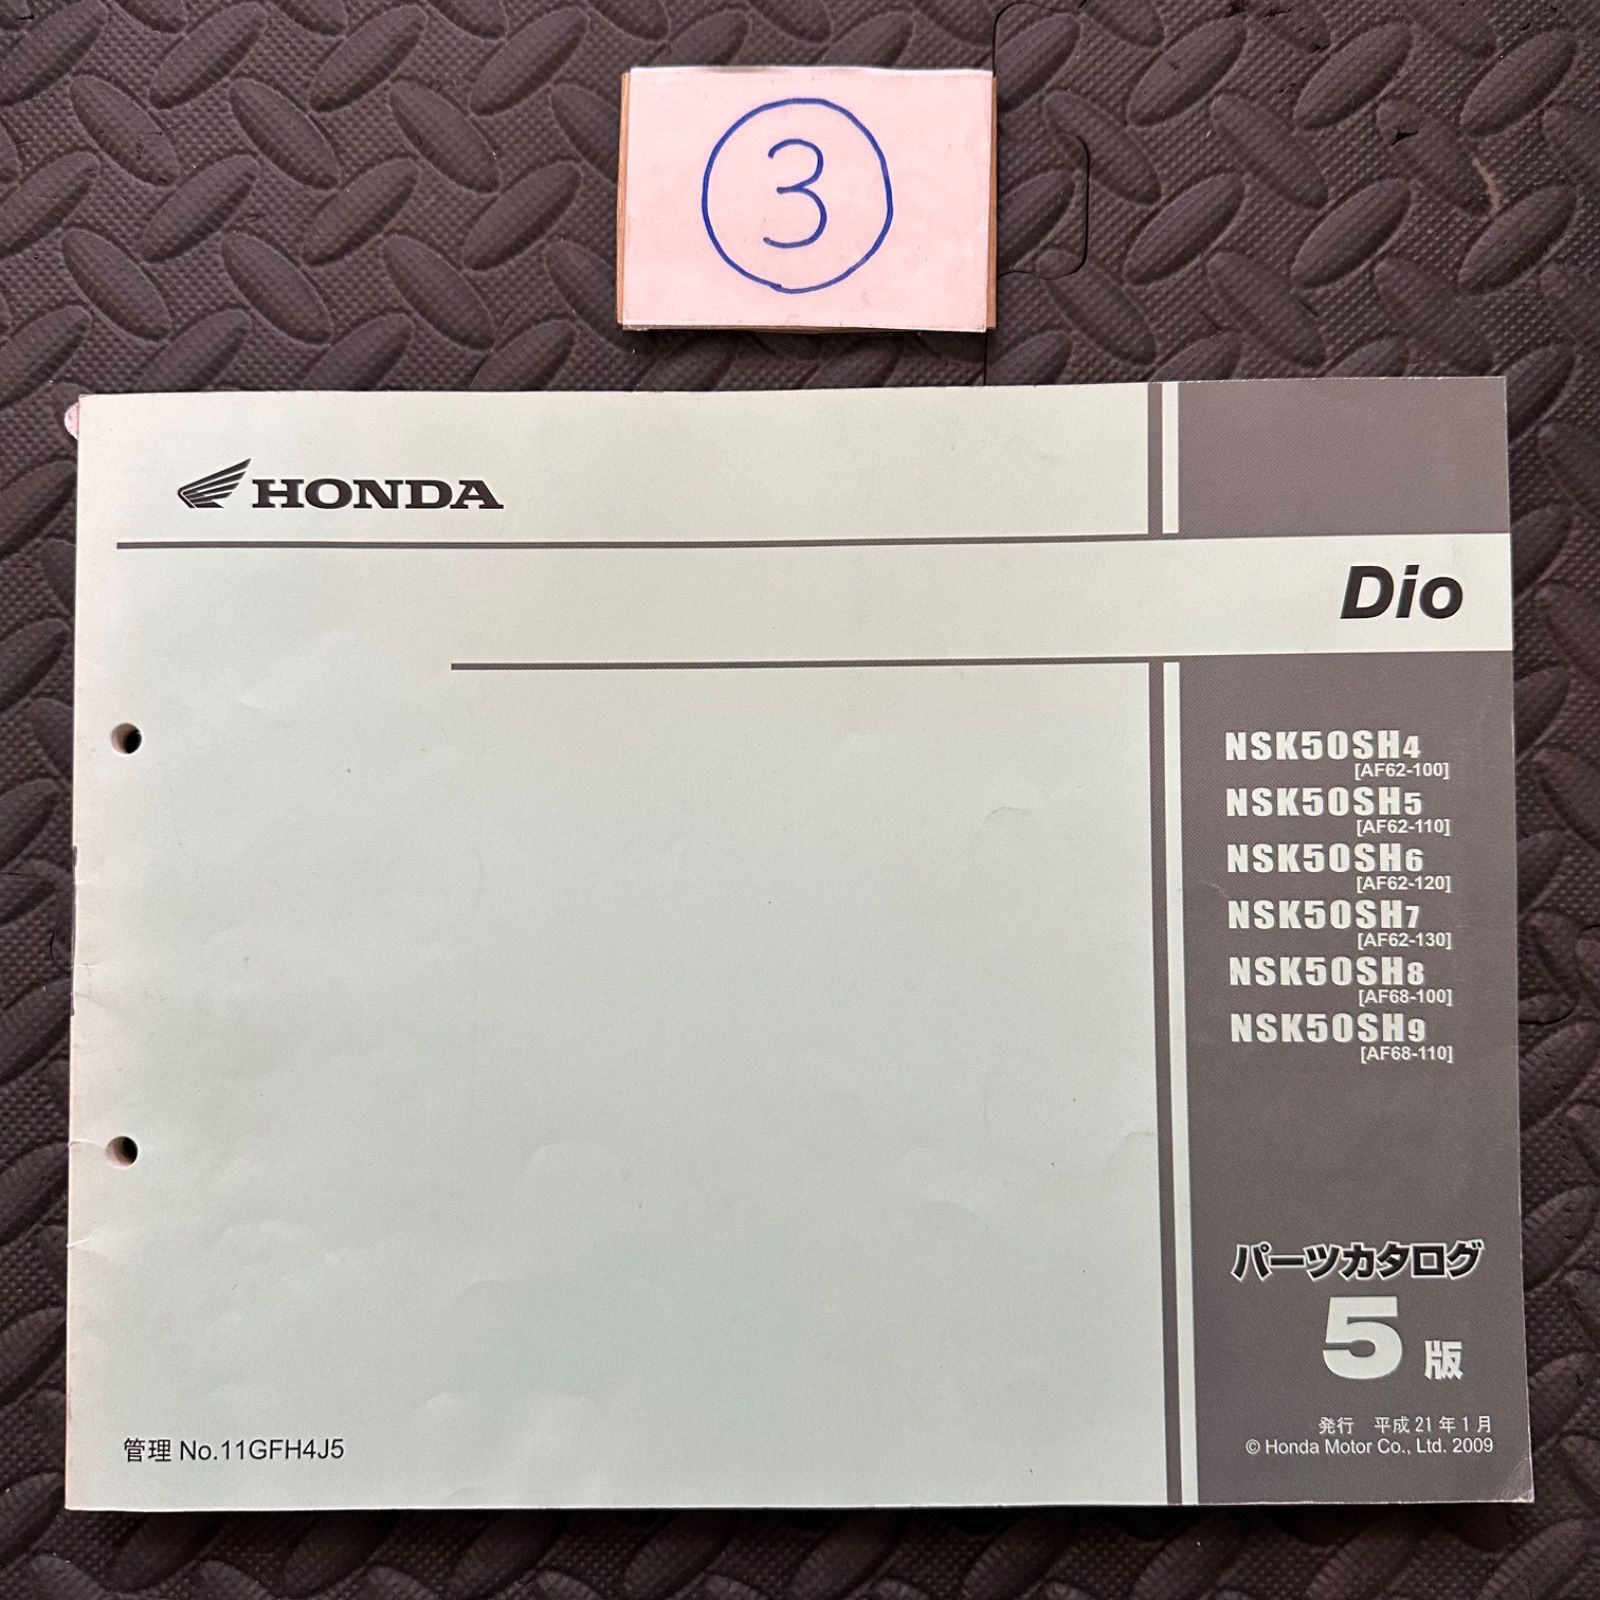 ③
HONDA
Dio
NSK50SH4
[AF62-100]
NSK50SH5
[AF62-110]
NSK50SH6
[AF62-120]
NSK50SH7
[AF62-130]
NSK50SH8
[AF68-100]
NSK50SH9
[AF68-110]
パーツカタログ
5版
発行 平成21年1月
© Honda Motor Co., Ltd. 2009
管理 No.11GFH4J5